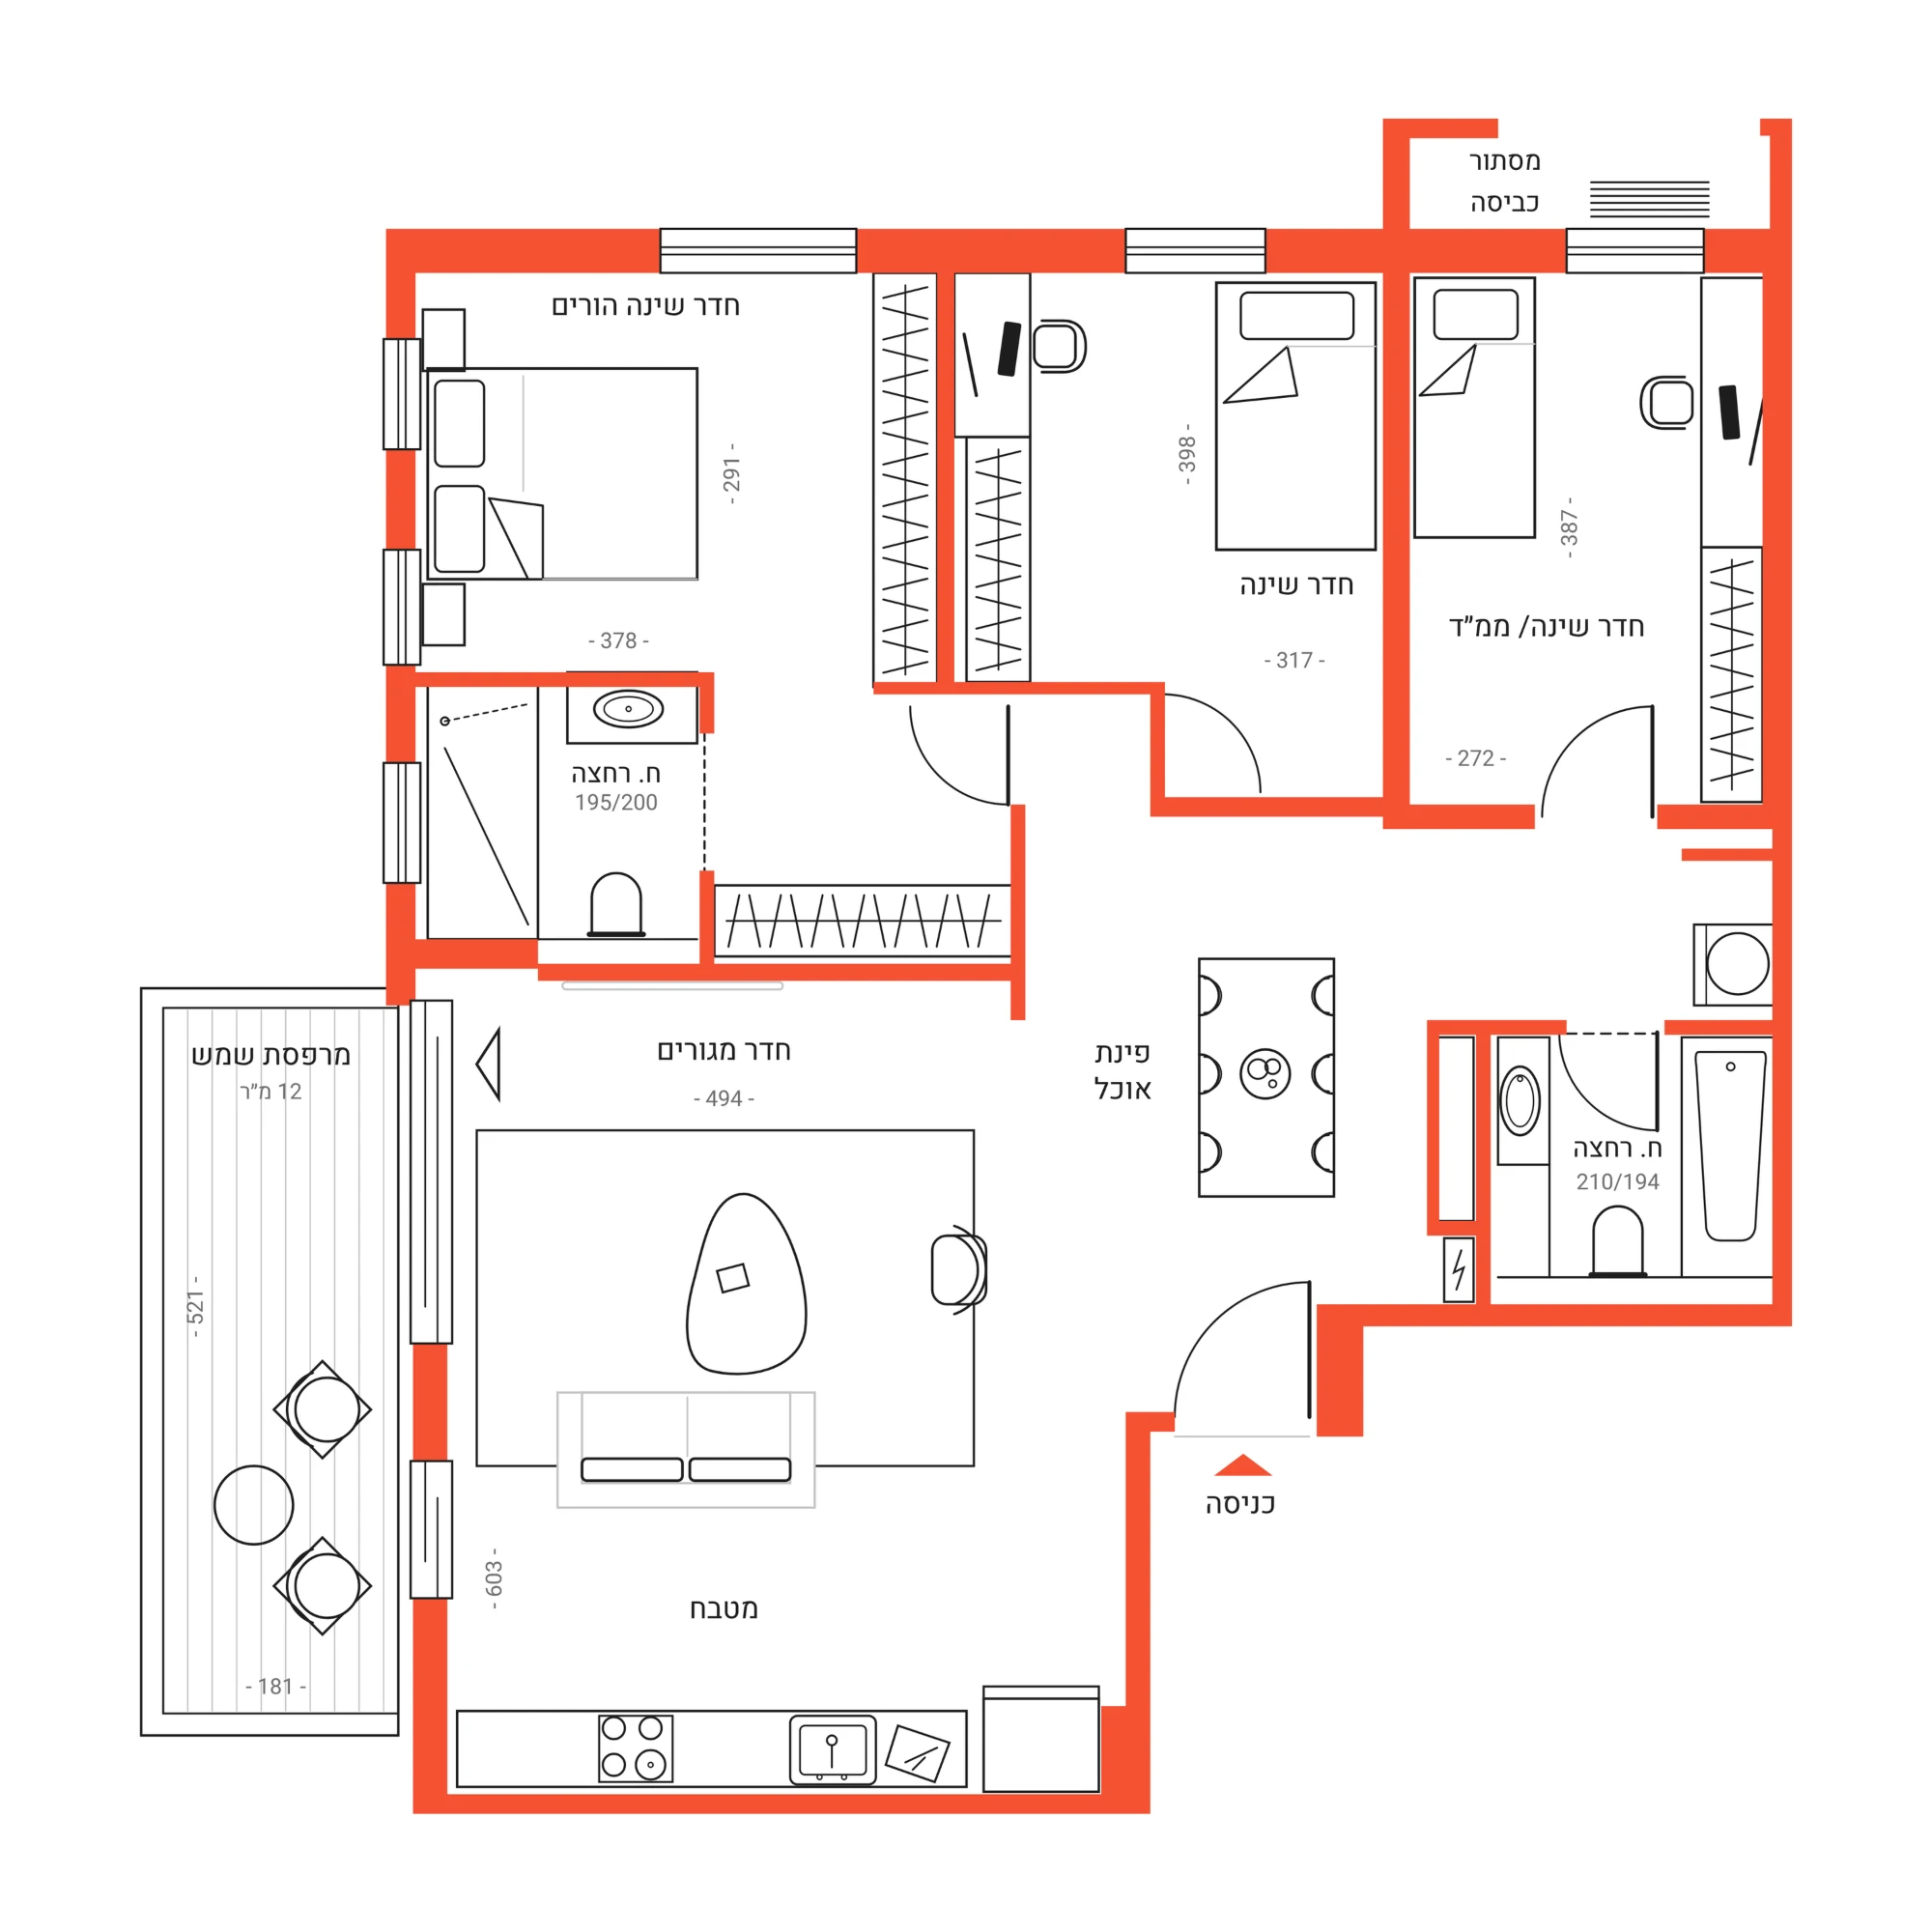 מסתור
כביסה
חדר שינה הורים
- 291 -
- 378 -
- 398 -
חדר שינה
- 317 -
- 387 -
חדר שינה/ ממ״ד
- 272 -
ח. רחצה
195/200
מרפסת שמש
12 מ״ר
- 521 -
- 181 -
חדר מגורים
- 494 -
פינת
אוכל
ח. רחצה
210/194
כניסה
- 603 -
מטבח